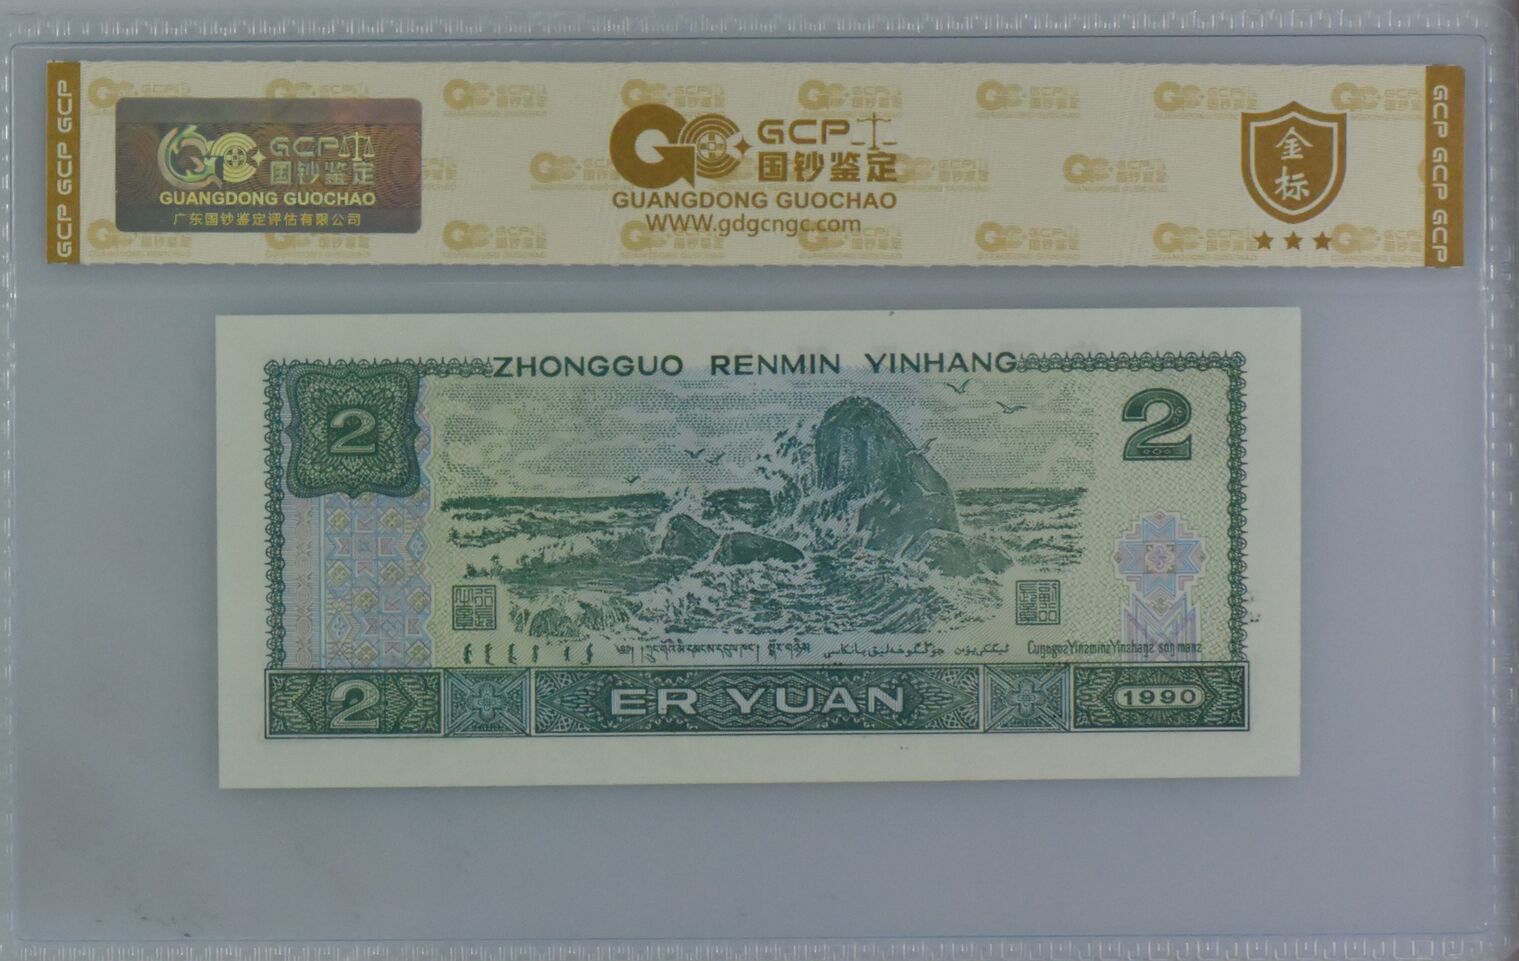 GCP GCP GCP
GCP
国钞鉴定
GUANGDONG GUOCHAO
广东国钞鉴定评估有限公司
GCP
国钞鉴定
GUANGDONG GUOCHAO
WWW.gdgcngc.com
金标
GCP GCP GCP
ZHONGGUO RENMIN YINHANG
2
2
2
ER YUAN
1990